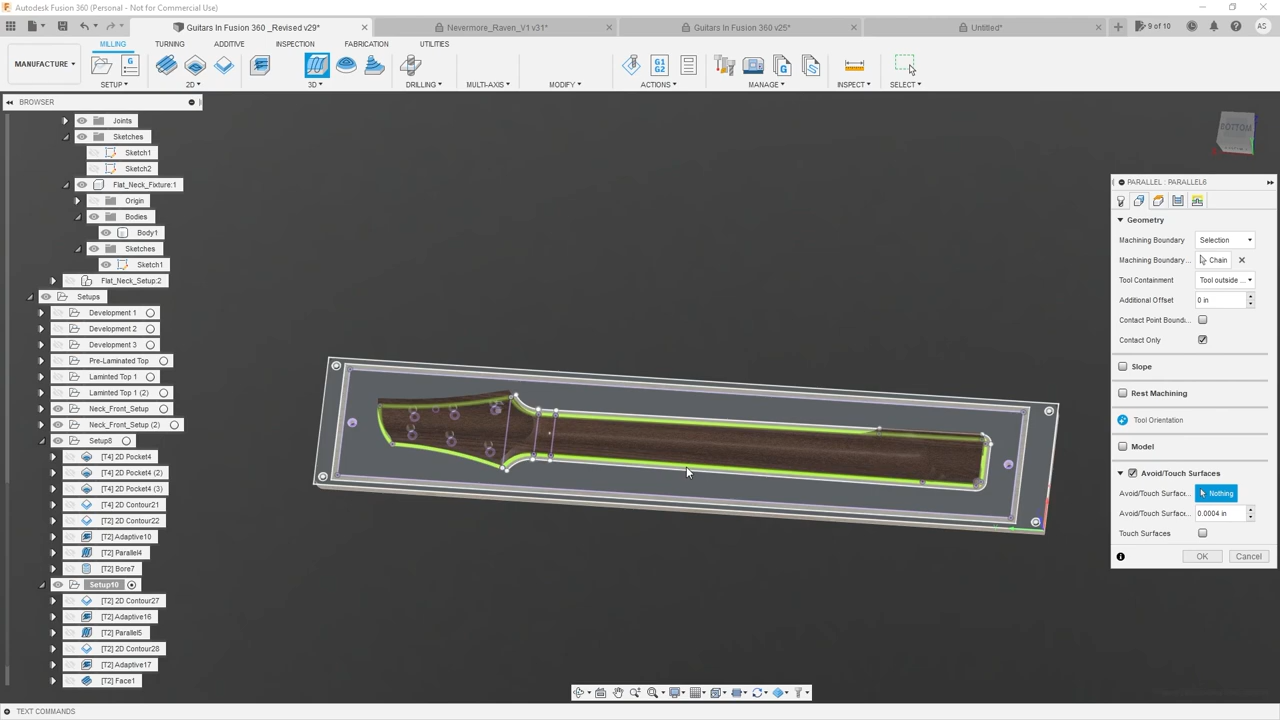 Autodesk Fusion 360 (Personal - Not for Commercial Use)
Guitars In Fusion 360 _Revised v29*
Nevermore_Raven_V1 v31*
Guitars In Fusion 360 v25*
Untitled*
9 of 10
AS
MILLING
TURNING
ADDITIVE
INSPECTION
FABRICATION
UTILITIES
MANUFACTURE
G1
G2
SETUP
2D
3D
DRILLING
MULTI-AXIS
MODIFY
ACTIONS
MANAGE
INSPECT
SELECT
BROWSER
Joints
Sketches
Sketch1
Sketch2
Flat_Neck_Fixture:1
Origin
Bodies
Body1
Sketches
Sketch1
Flat_Neck_Setup:2
Setups
Development 1
Development 2
Development 3
Pre-Laminated Top
Laminted Top 1
Laminted Top 1 (2)
Neck_Front_Setup
Neck_Front_Setup (2)
Setup8
[T4] 2D Pocket4
[T4] 2D Pocket4 (2)
[T4] 2D Pocket4 (3)
[T4] 2D Contour21
[T2] 2D Contour22
[T2] Adaptive10
[T2] Parallel4
[T2] Bore7
Setup10
[T2] 2D Contour27
[T2] Adaptive16
[T2] Parallel5
[T2] 2D Contour28
[T2] Adaptive17
[T2] Face1
BOTTOM
PARALLEL : PARALLEL6
Geometry
Machining Boundary Selection
Machining Boundary... Chain
Tool Containment Tool outside ...
Additional Offset 0 in
Contact Point Bounda...
Contact Only
Slope
Rest Machining
Tool Orientation
Model
Avoid/Touch Surfaces
Avoid/Touch Surfac... Nothing
Avoid/Touch Surfac... 0.0004 in
Touch Surfaces
OK Cancel
TEXT COMMANDS